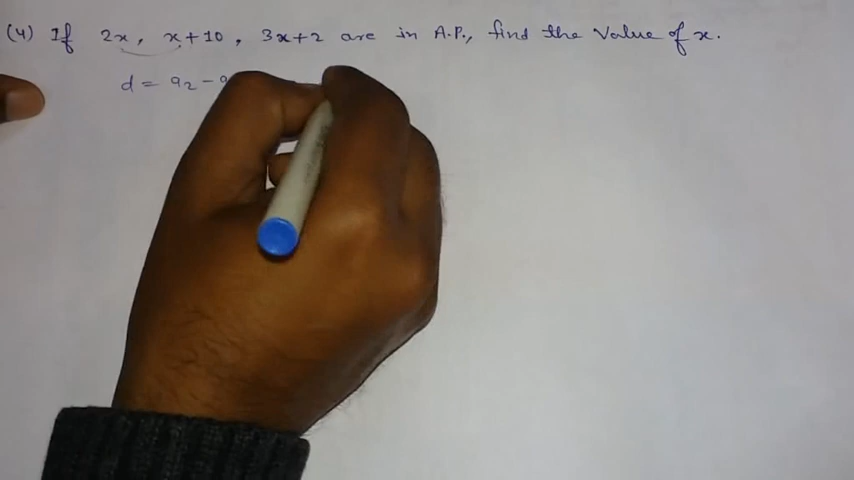 (4) If 2x, x+10, 3x+2 are in A.P., find the value of x.
d = a₂ -